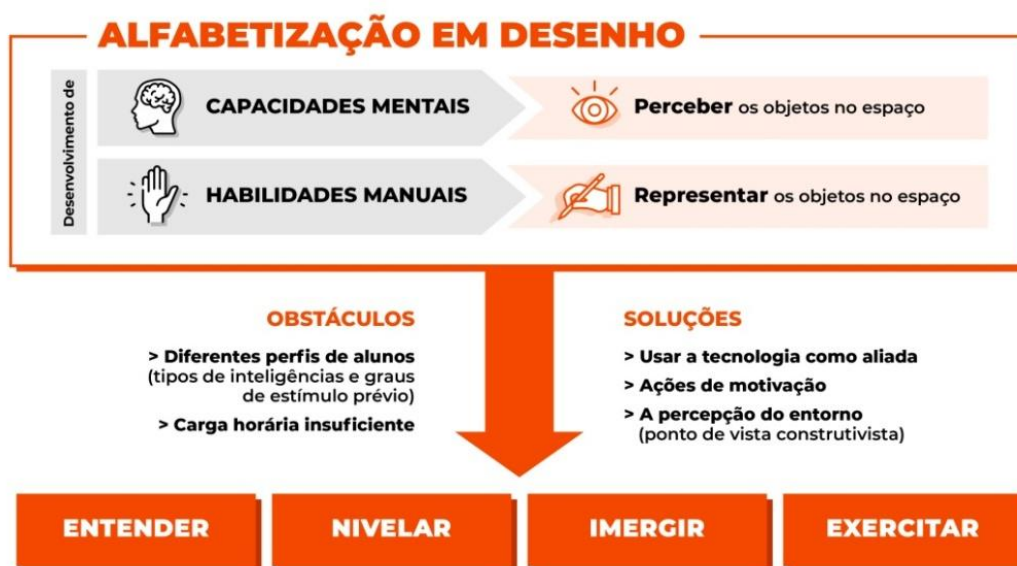 ALFABETIZAÇÃO EM DESENHO
Desenvolvimento de
CAPACIDADES MENTAIS
Perceber os objetos no espaço
HABILIDADES MANUAIS
Representar os objetos no espaço
OBSTÁCULOS
> Diferentes perfis de alunos
(tipos de inteligências e graus
de estímulo prévio)
> Carga horária insuficiente
SOLUÇÕES
> Usar a tecnologia como aliada
> Ações de motivação
> A percepção do entorno
(ponto de vista construtivista)
ENTENDER
NIVELAR
IMERGIR
EXERCITAR